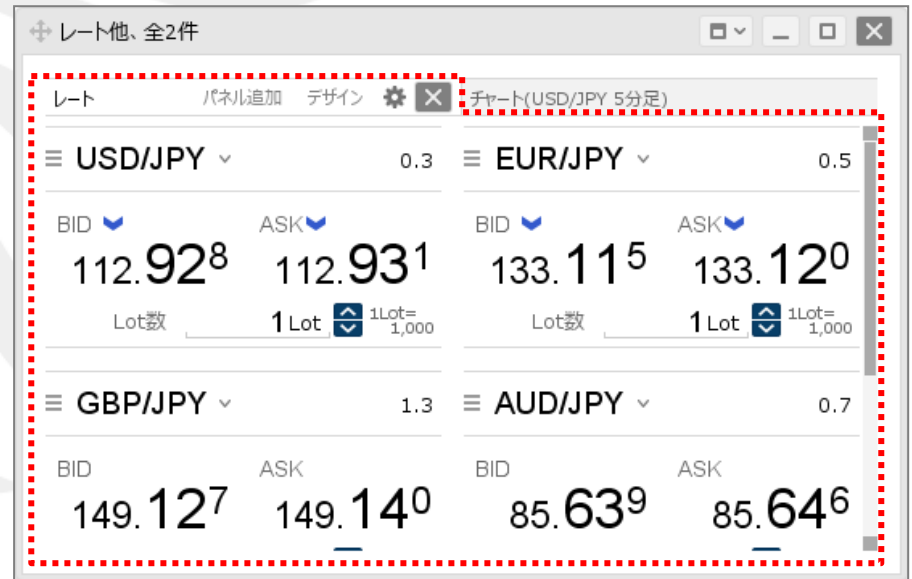 レート他、全2件
レート パネル追加 デザイン チャート(USD/JPY 5分足)
USD/JPY 0.3 EUR/JPY 0.5
BID ASK BID ASK
112.928 112.931 133.115 133.120
Lot数 1 Lot 1Lot= 1,000 Lot数 1 Lot 1Lot= 1,000
GBP/JPY 1.3 AUD/JPY 0.7
BID ASK BID ASK
149.127 149.140 85.639 85.646